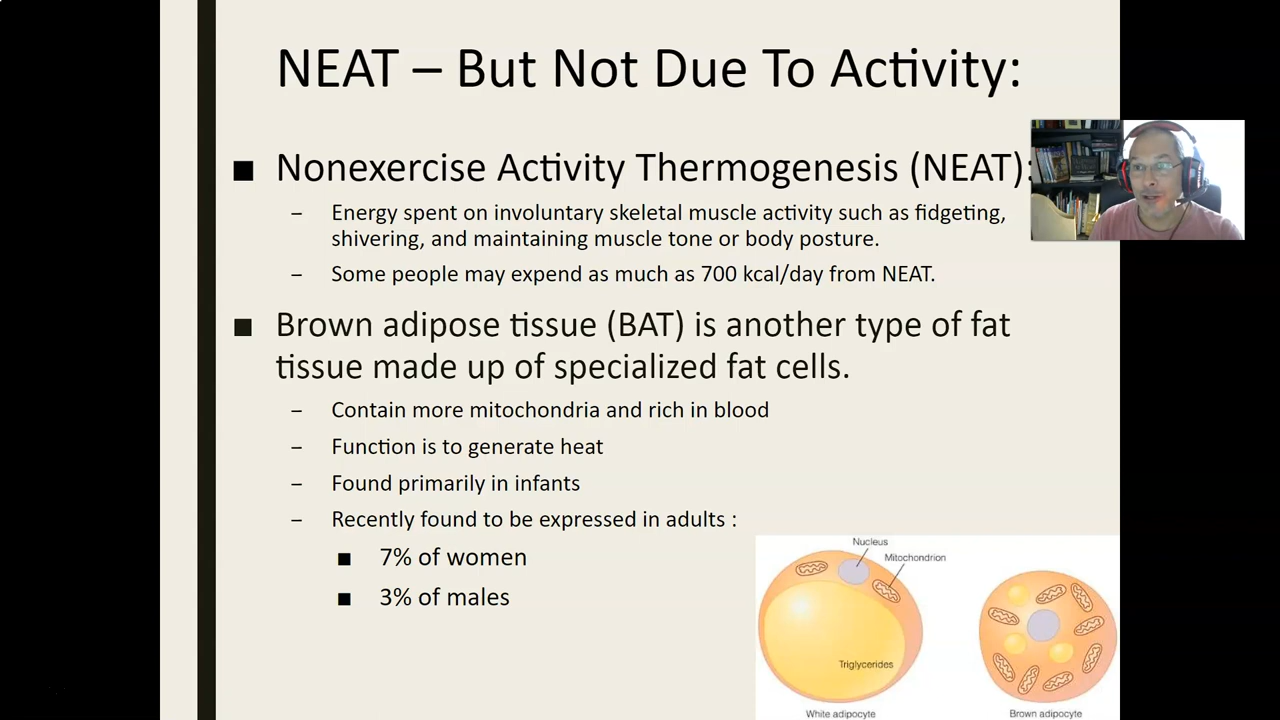 NEAT – But Not Due To Activity:
■ Nonexercise Activity Thermogenesis (NEAT):
– Energy spent on involuntary skeletal muscle activity such as fidgeting,
shivering, and maintaining muscle tone or body posture.
– Some people may expend as much as 700 kcal/day from NEAT.
■ Brown adipose tissue (BAT) is another type of fat
tissue made up of specialized fat cells.
– Contain more mitochondria and rich in blood
– Function is to generate heat
– Found primarily in infants
– Recently found to be expressed in adults :
■ 7% of women
■ 3% of males
Nucleus
Mitochondrion
Triglycerides
White adipocyte
Brown adipocyte